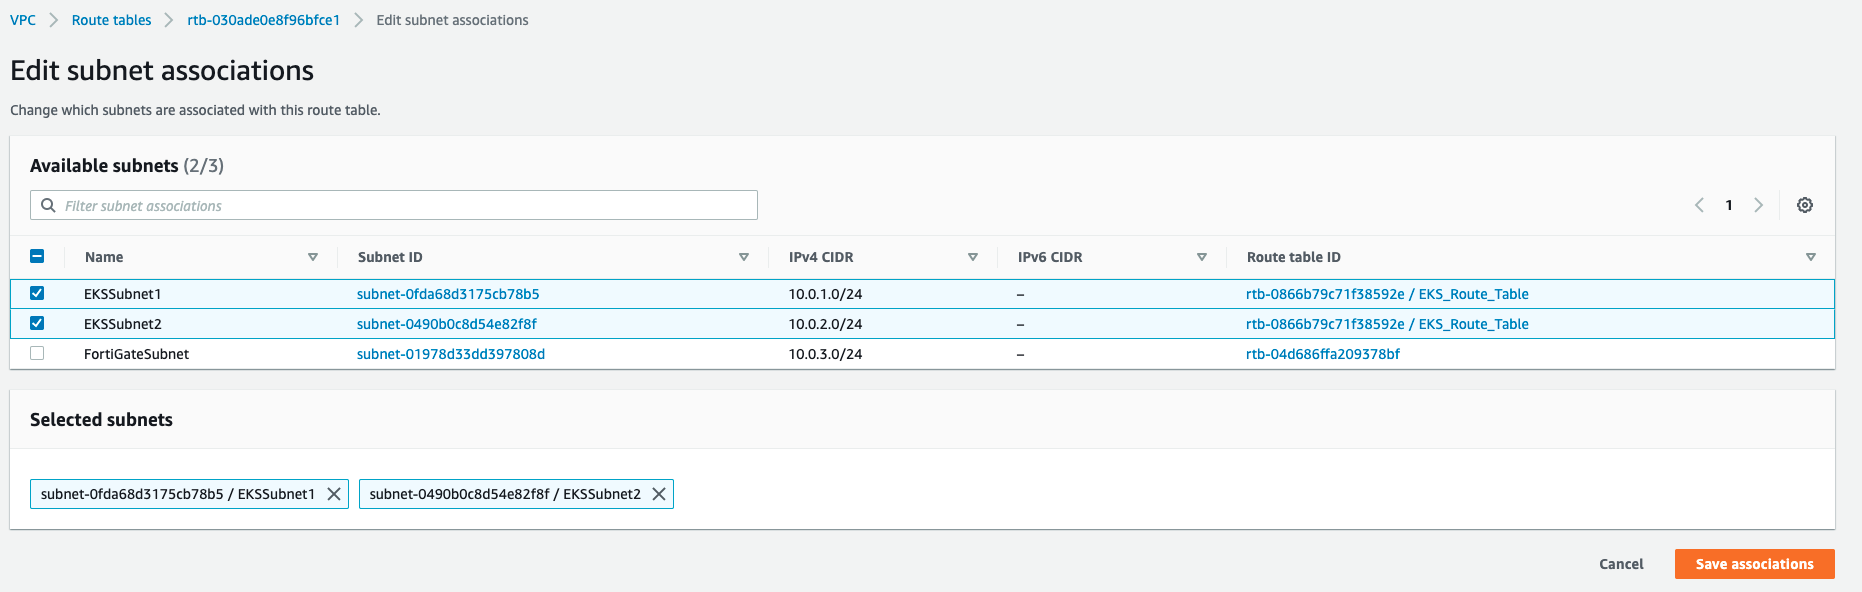 VPC > Route tables > rtb-030ade0e8f96bfce1 > Edit subnet associations
Edit subnet associations
Change which subnets are associated with this route table.
Available subnets (2/3)
Filter subnet associations
1
Name Subnet ID IPv4 CIDR IPv6 CIDR Route table ID
EKSSubnet1 subnet-0fda68d3175cb78b5 10.0.1.0/24 – rtb-0866b79c71f38592e / EKS_Route_Table
EKSSubnet2 subnet-0490b0c8d54e82f8f 10.0.2.0/24 – rtb-0866b79c71f38592e / EKS_Route_Table
FortiGateSubnet subnet-01978d33dd397808d 10.0.3.0/24 – rtb-04d686ffa209378bf
Selected subnets
subnet-0fda68d3175cb78b5 / EKSSubnet1 subnet-0490b0c8d54e82f8f / EKSSubnet2
Cancel Save associations